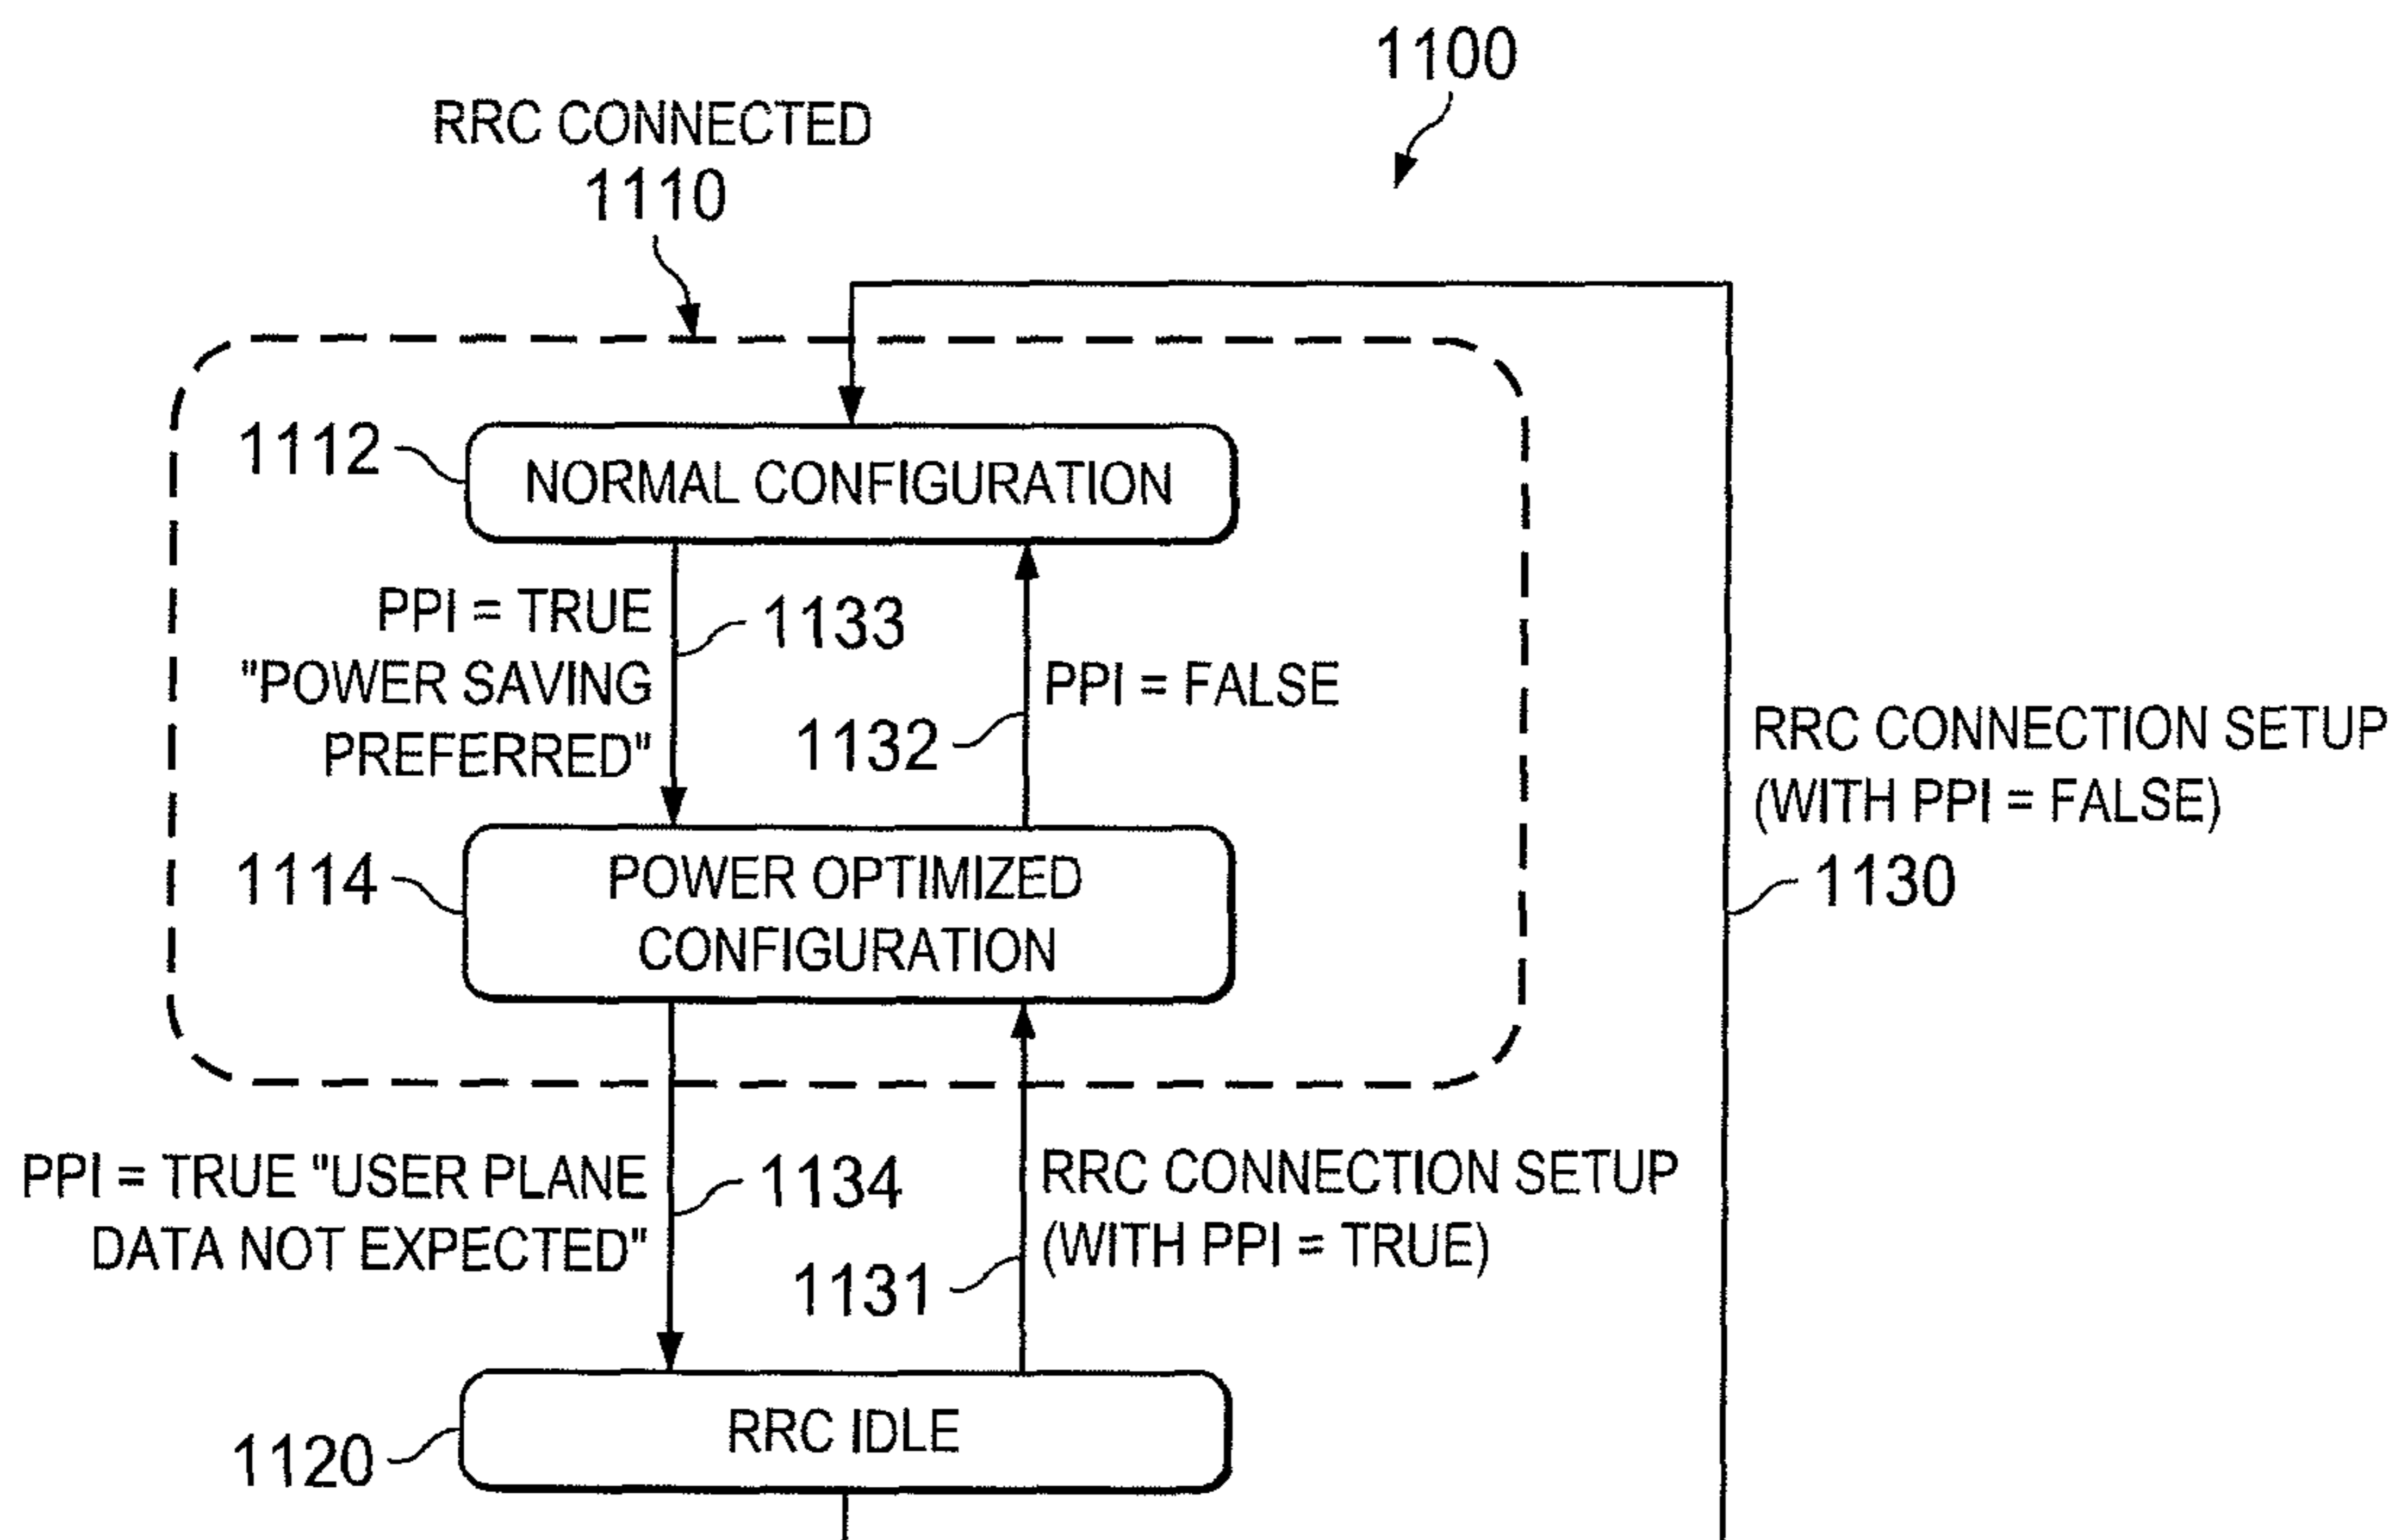 1100
RRC CONNECTED
1110
1112
NORMAL CONFIGURATION
PPI = TRUE
"POWER SAVING
PREFERRED"
1133
PPI = FALSE
1132
RRC CONNECTION SETUP
(WITH PPI = FALSE)
1130
1114
POWER OPTIMIZED
CONFIGURATION
PPI = TRUE "USER PLANE
DATA NOT EXPECTED"
1134
RRC CONNECTION SETUP
(WITH PPI = TRUE)
1131
1120
RRC IDLE